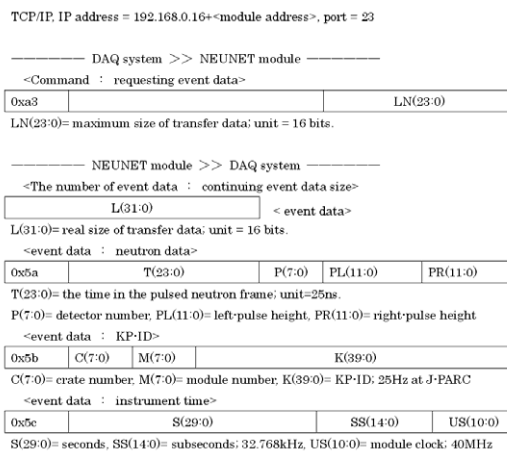 TCP/IP, IP address = 192.168.0.16+<module address>, port = 23
—————— DAQ system >> NEUNET module ——————
<Command : requesting event data>
0xa3 LN(23:0)
LN(23:0)= maximum size of transfer data; unit = 16 bits.
—————— NEUNET module >> DAQ system ——————
<The number of event data : continuing event data size>
L(31:0) < event data>
L(31:0)= real size of transfer data; unit = 16 bits.
<event data : neutron data>
0x5a T(23:0) P(7:0) PL(11:0) PR(11:0)
T(23:0)= the time in the pulsed neutron frame; unit=25ns.
P(7:0)= detector number, PL(11:0)= left-pulse height, PR(11:0)= right-pulse height
<event data : KP-ID>
0x5b C(7:0) M(7:0) K(39:0)
C(7:0)= crate number, M(7:0)= module number, K(39:0)= KP-ID; 25Hz at J-PARC
<event data : instrument time>
0x5c S(29:0) SS(14:0) US(10:0)
S(29:0)= seconds, SS(14:0)= subseconds; 32.768kHz, US(10:0)= module clock; 40MHz